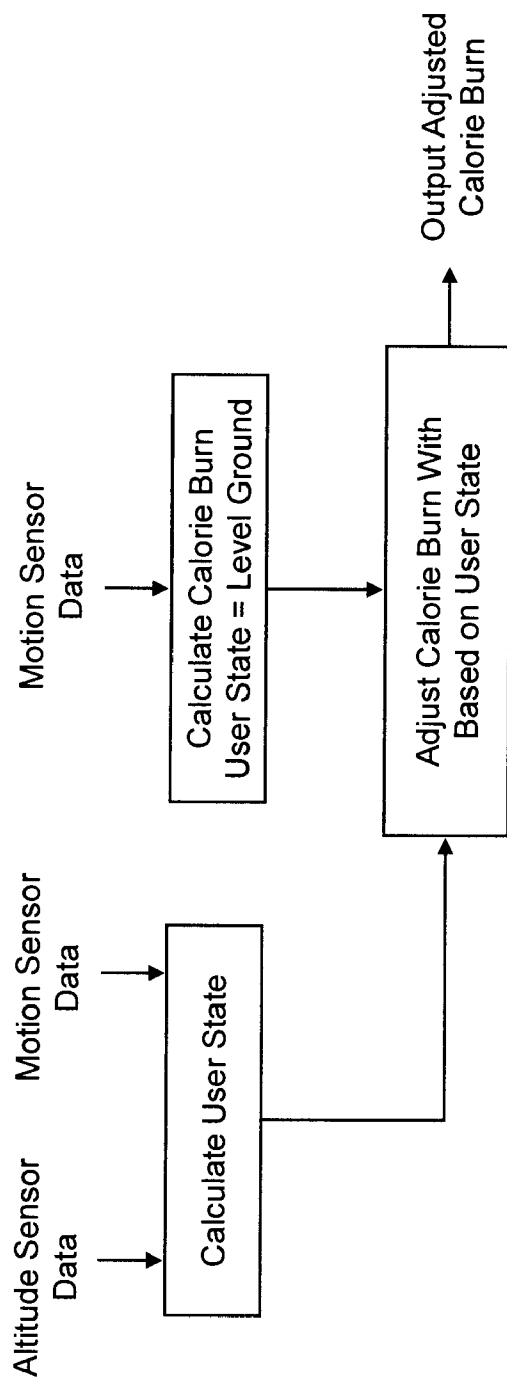 Altitude Sensor
Data
Motion Sensor
Data
Motion Sensor
Data
Calculate User State
Calculate Calorie Burn
User State = Level Ground
Adjust Calorie Burn With
Based on User State
Output Adjusted
Calorie Burn